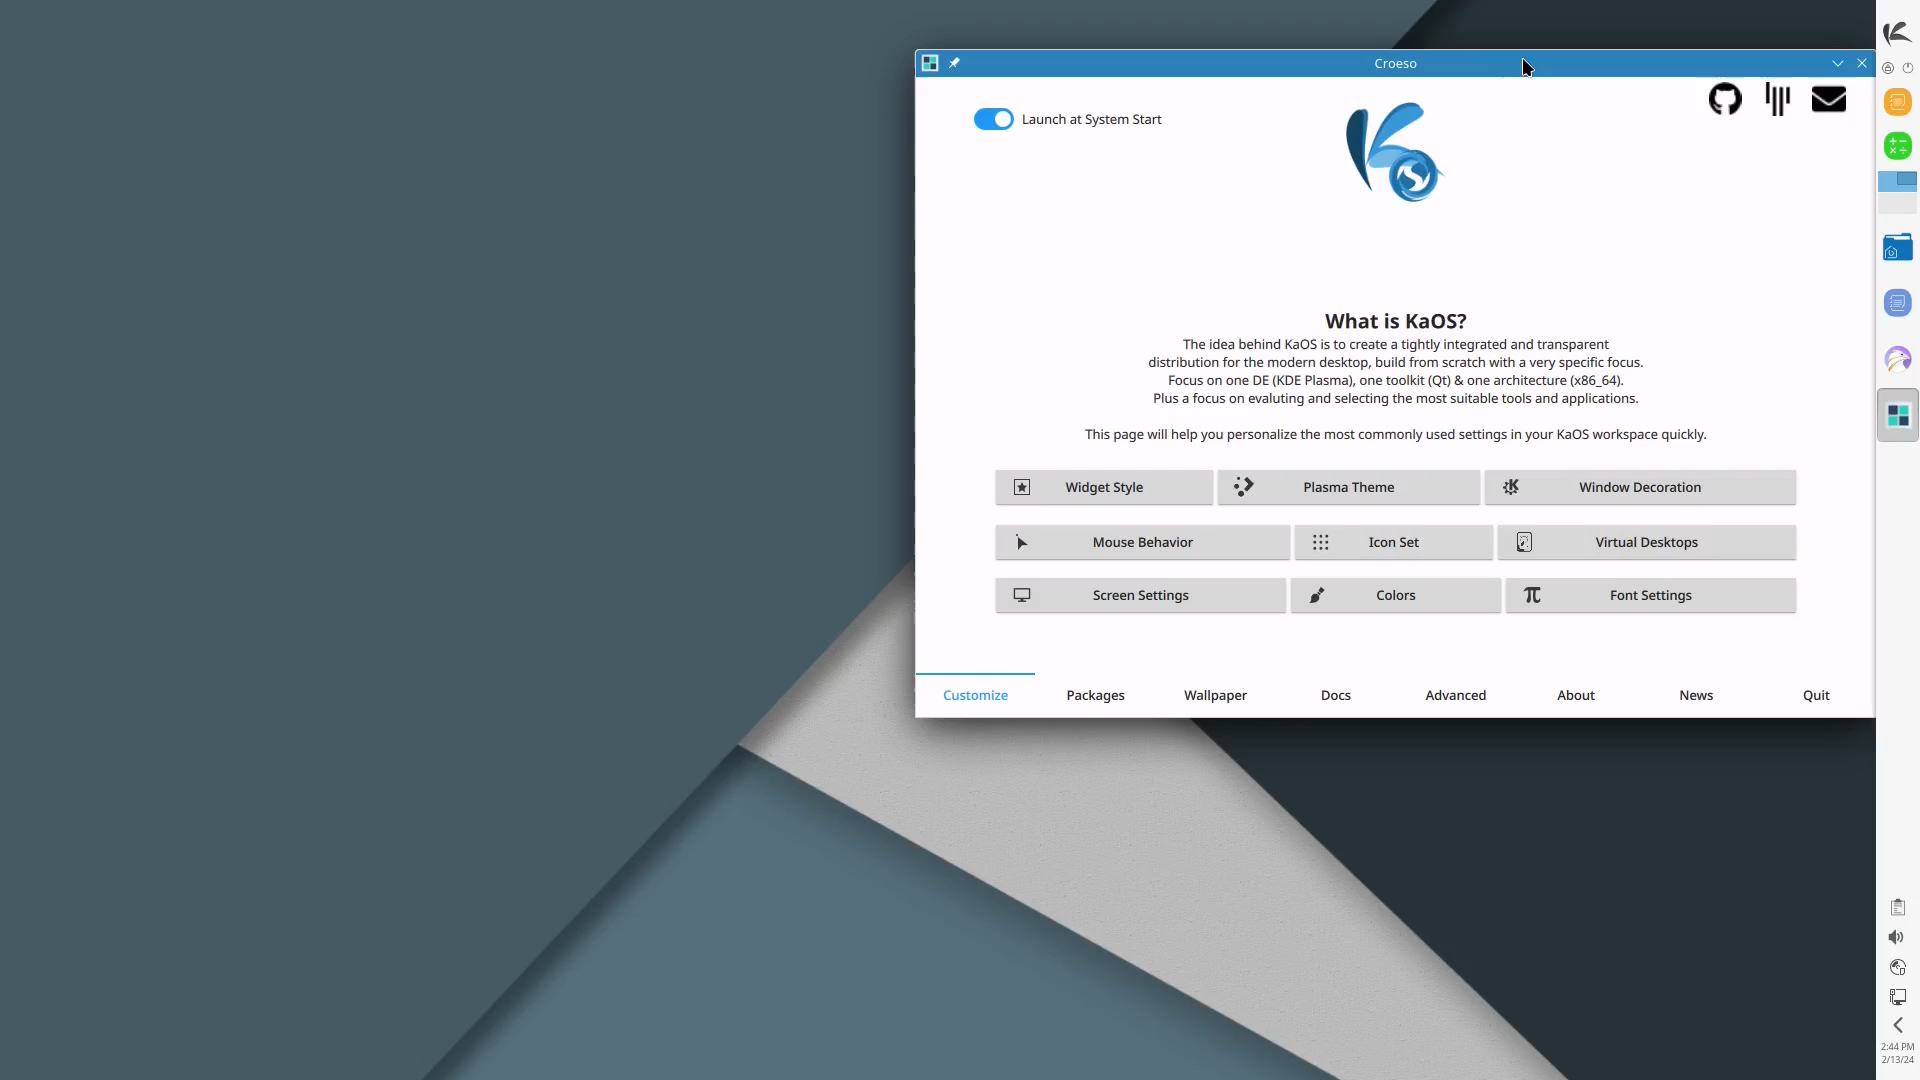 Croeso
Launch at System Start
What is KaOS?
The idea behind KaOS is to create a tightly integrated and transparent
distribution for the modern desktop, build from scratch with a very specific focus.
Focus on one DE (KDE Plasma), one toolkit (Qt) & one architecture (x86_64).
Plus a focus on evaluting and selecting the most suitable tools and applications.
This page will help you personalize the most commonly used settings in your KaOS workspace quickly.
Widget Style
Plasma Theme
Window Decoration
Mouse Behavior
Icon Set
Virtual Desktops
Screen Settings
Colors
Font Settings
Customize
Packages
Wallpaper
Docs
Advanced
About
News
Quit
2:44 PM
2/13/24